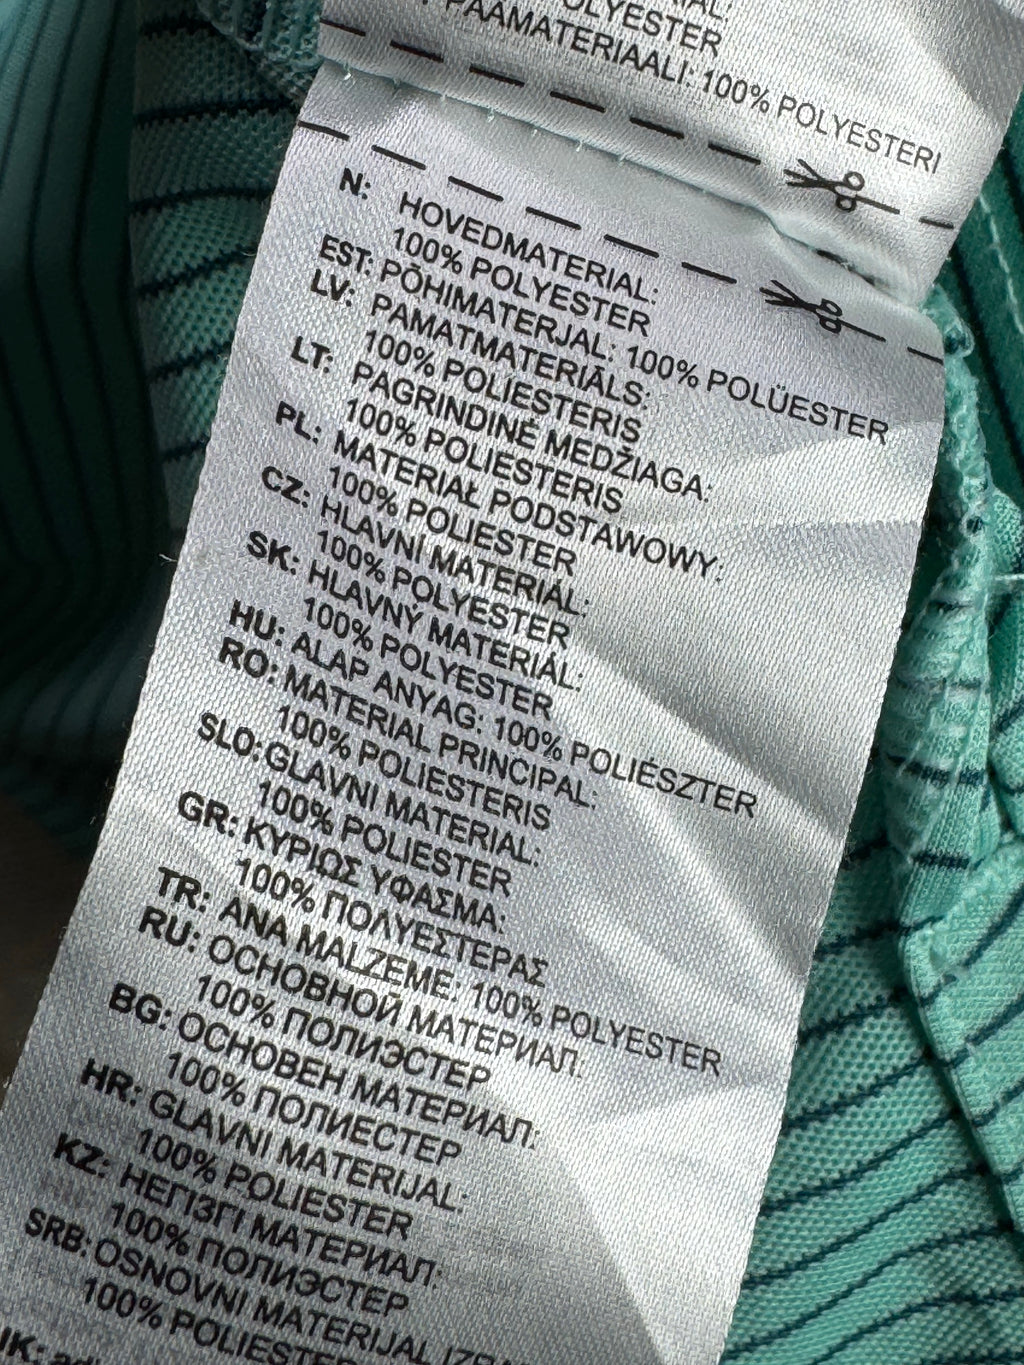 POLYESTER
PÄÄMATERIAALI: 100% POLYESTERI
N: HOVEDMATERIAL:
100% POLYESTER
EST: PÕHIMATERJAL: 100% POLÜESTER
LV: PAMATMATERIĀLS:
100% POLIESTERIS
LT: PAGRINDINĖ MEDŽIAGA:
100% POLIESTERIS
PL: MATERIAŁ PODSTAWOWY:
100% POLIESTER
CZ: HLAVNÍ MATERIÁL:
100% POLYESTER
SK: HLAVNÝ MATERIÁL:
100% POLYESTER
HU: ALAP ANYAG: 100% POLIÉSZTER
RO: MATERIAL PRINCIPAL:
100% POLIESTERIS
SLO: GLAVNI MATERIAL:
100% POLIESTER
GR: ΚΥΡΙΩΣ ΥΦΑΣΜΑ:
100% ΠΟΛΥΕΣΤΕΡΑΣ
TR: ANA MALZEME: 100% POLYESTER
RU: ОСНОВНОЙ МАТЕРИАЛ:
100% ПОЛИЭСТЕР
BG: ОСНОВЕН МАТЕРИАЛ:
100% ПОЛИЕСТЕР
HR: GLAVNI MATERIJAL:
100% POLIESTER
KZ: НЕГІЗГІ МАТЕРИАЛ:
100% ПОЛИЭСТЕР
SRB: OSNOVNI MATERIJAL
100% POLIESTER